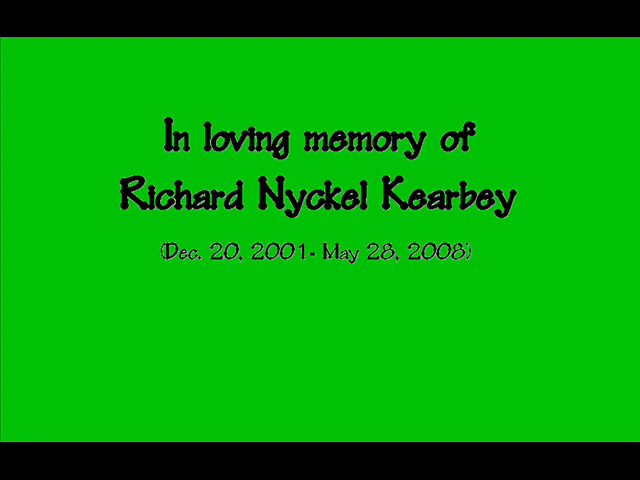 In loving memory of
Richard Nyckel Kearbey
(Dec. 20, 2001- May 28, 2008)